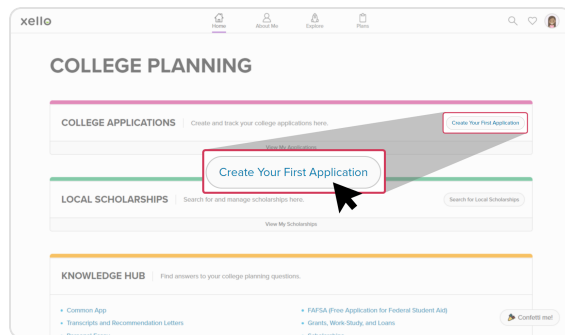 xello
Home
About Me
Explore
Plans
COLLEGE PLANNING
COLLEGE APPLICATIONS
Create and track your college applications here.
Create Your First Application
View My Applications
Create Your First Application
LOCAL SCHOLARSHIPS
Search for and manage scholarships here.
Search for Local Scholarships
View My Scholarships
KNOWLEDGE HUB
Find answers to your college planning questions.
• Common App
• FAFSA (Free Application for Federal Student Aid)
• Transcripts and Recommendation Letters
• Grants, Work-Study, and Loans
Confetti me!